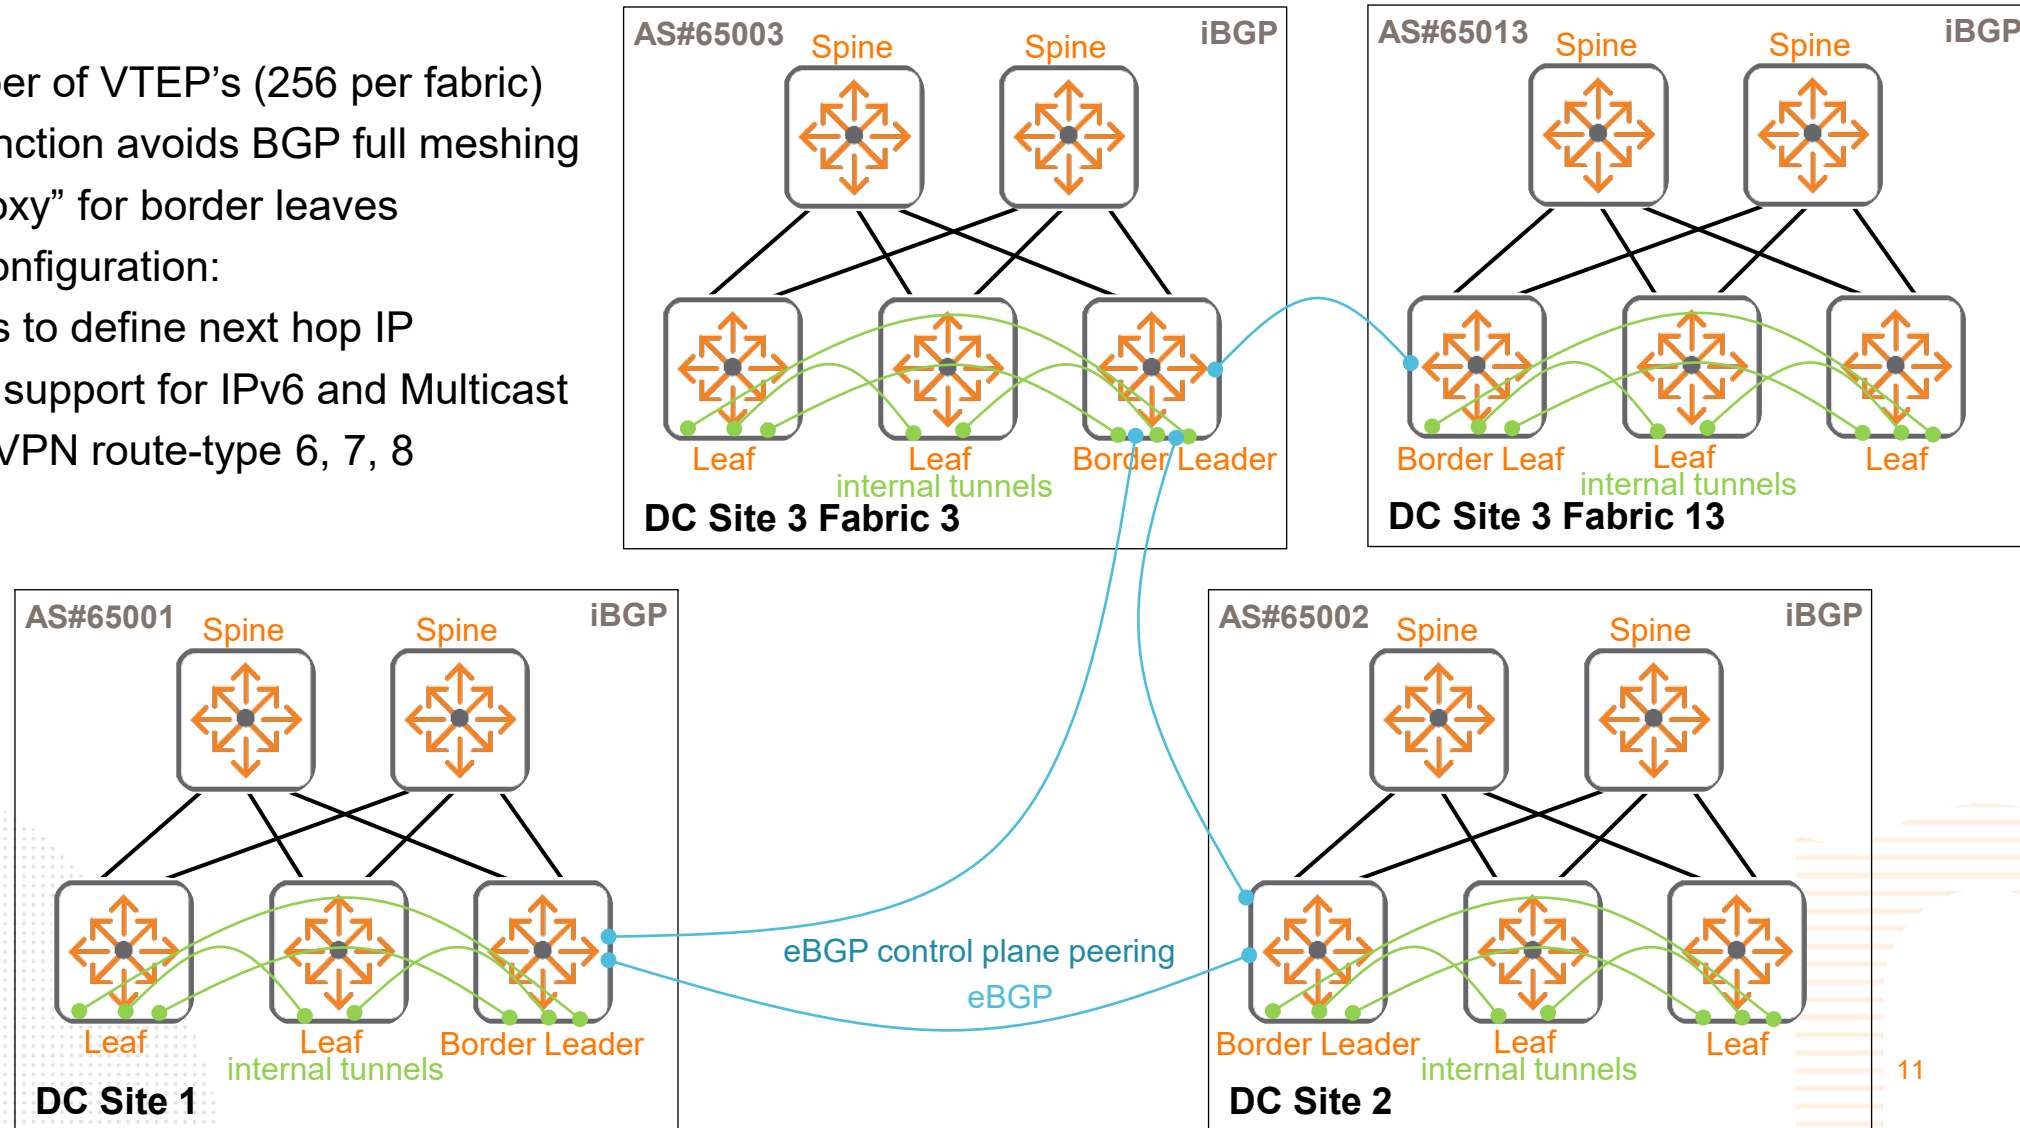 per of VTEP's (256 per fabric)
nction avoids BGP full meshing
oxy” for border leaves
onfiguration:
s to define next hop IP
support for IPv6 and Multicast
VPN route-type 6, 7, 8
AS#65003
iBGP
Spine
Spine
Leaf
Leaf
Border Leader
internal tunnels
DC Site 3 Fabric 3
AS#65013
iBGP
Spine
Spine
Border Leaf
Leaf
Leaf
internal tunnels
DC Site 3 Fabric 13
AS#65001
iBGP
Spine
Spine
Leaf
Leaf
Border Leader
internal tunnels
DC Site 1
eBGP control plane peering
eBGP
AS#65002
iBGP
Spine
Spine
Border Leader
Leaf
Leaf
internal tunnels
DC Site 2
11